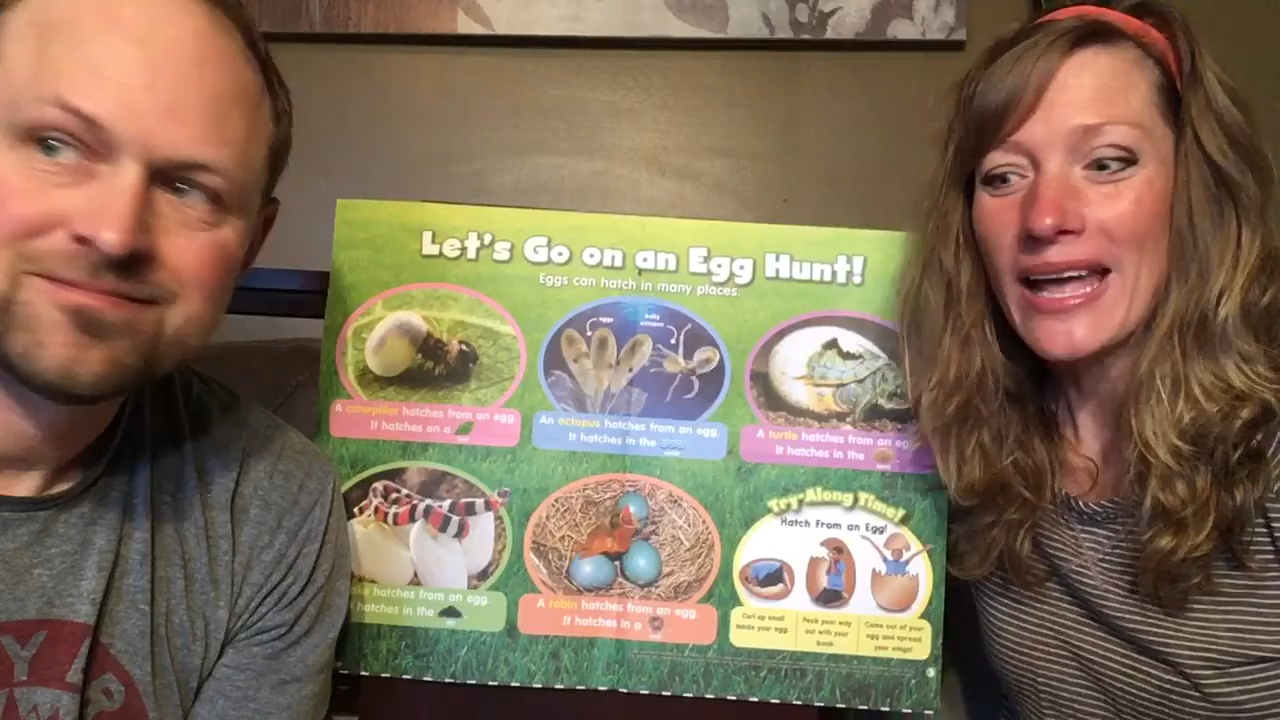 Let's Go on an Egg Hunt!
Eggs can hatch in many places.
eggs
baby
octopus
A caterpillar hatches from an egg.
It hatches on a
An octopus hatches from an egg.
It hatches in the
water
A turtle hatches from an egg.
It hatches in the
hatches from an egg.
hatches in the
A robin hatches from an egg.
It hatches in a
Try-Along Time!
Hatch From an Egg!
Curl up small
inside your egg.
Peck your way
out with your
beak.
Come out of your
egg and spread
your wings!